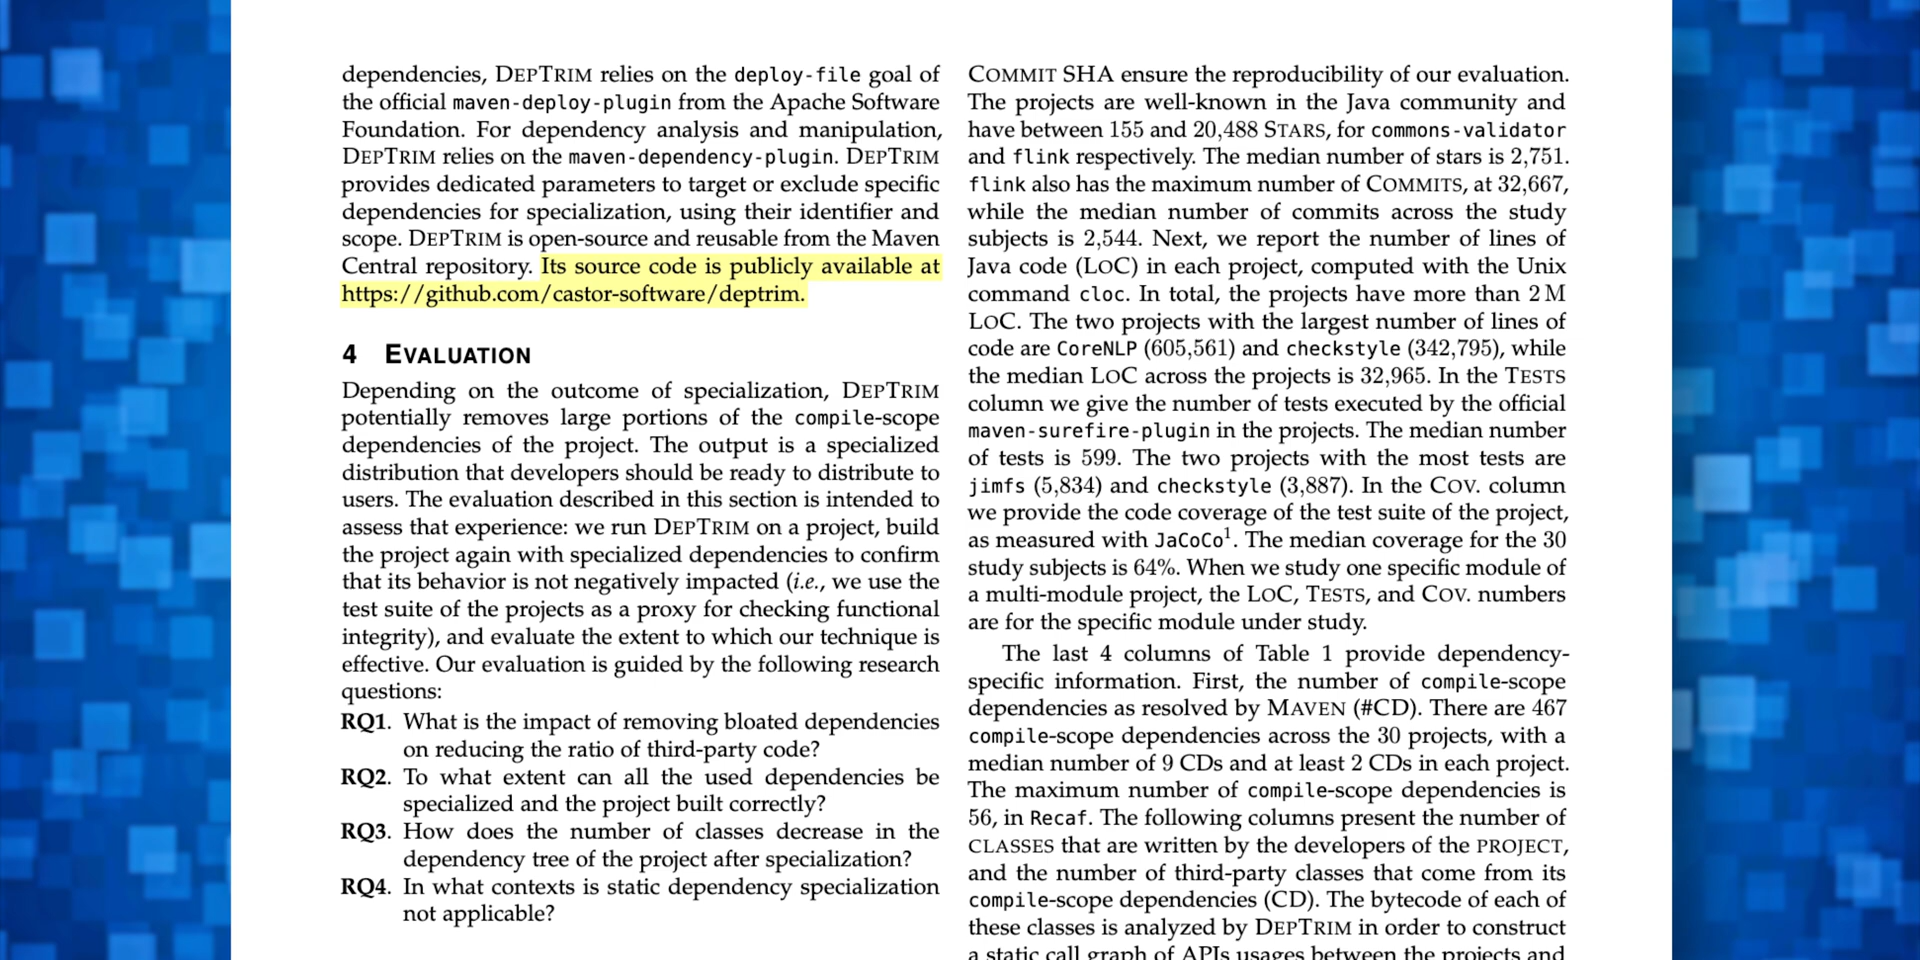 dependencies, DEPTRIM relies on the deploy-file goal of
the official maven-deploy-plugin from the Apache Software
Foundation. For dependency analysis and manipulation,
DEPTRIM relies on the maven-dependency-plugin. DEPTRIM
provides dedicated parameters to target or exclude specific
dependencies for specialization, using their identifier and
scope. DEPTRIM is open-source and reusable from the Maven
Central repository. Its source code is publicly available at
https://github.com/castor-software/deptrim.
4 EVALUATION
Depending on the outcome of specialization, DEPTRIM
potentially removes large portions of the compile-scope
dependencies of the project. The output is a specialized
distribution that developers should be ready to distribute to
users. The evaluation described in this section is intended to
assess that experience: we run DEPTRIM on a project, build
the project again with specialized dependencies to confirm
that its behavior is not negatively impacted (i.e., we use the
test suite of the projects as a proxy for checking functional
integrity), and evaluate the extent to which our technique is
effective. Our evaluation is guided by the following research
questions:
RQ1. What is the impact of removing bloated dependencies
on reducing the ratio of third-party code?
RQ2. To what extent can all the used dependencies be
specialized and the project built correctly?
RQ3. How does the number of classes decrease in the
dependency tree of the project after specialization?
RQ4. In what contexts is static dependency specialization
not applicable?
COMMIT SHA ensure the reproducibility of our evaluation.
The projects are well-known in the Java community and
have between 155 and 20,488 STARS, for commons-validator
and flink respectively. The median number of stars is 2,751.
flink also has the maximum number of COMMITS, at 32,667,
while the median number of commits across the study
subjects is 2,544. Next, we report the number of lines of
Java code (LOC) in each project, computed with the Unix
command cloc. In total, the projects have more than 2 M
LOC. The two projects with the largest number of lines of
code are CoreNLP (605,561) and checkstyle (342,795), while
the median LOC across the projects is 32,965. In the TESTS
column we give the number of tests executed by the official
maven-surefire-plugin in the projects. The median number
of tests is 599. The two projects with the most tests are
jimfs (5,834) and checkstyle (3,887). In the COV. column
we provide the code coverage of the test suite of the project,
as measured with JaCoCo¹. The median coverage for the 30
study subjects is 64%. When we study one specific module of
a multi-module project, the LOC, TESTS, and COV. numbers
are for the specific module under study.
The last 4 columns of Table 1 provide dependency-
specific information. First, the number of compile-scope
dependencies as resolved by MAVEN (#CD). There are 467
compile-scope dependencies across the 30 projects, with a
median number of 9 CDs and at least 2 CDs in each project.
The maximum number of compile-scope dependencies is
56, in Recaf. The following columns present the number of
CLASSES that are written by the developers of the PROJECT,
and the number of third-party classes that come from its
compile-scope dependencies (CD). The bytecode of each of
these classes is analyzed by DEPTRIM in order to construct
a static call graph of APIs usages between the projects and